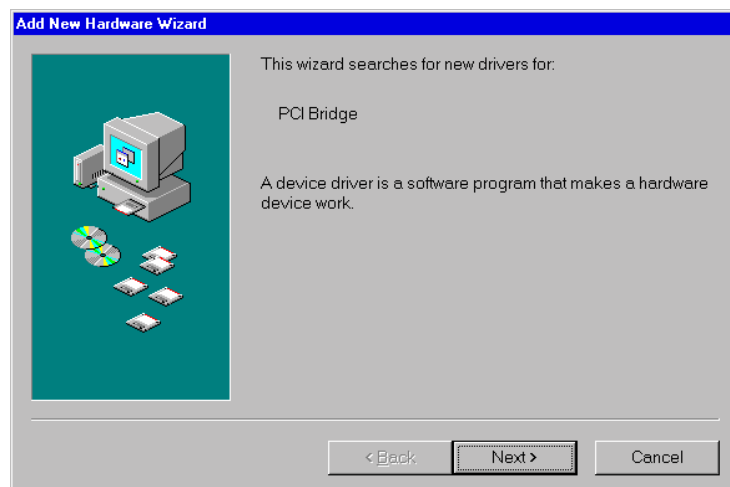 Add New Hardware Wizard
This wizard searches for new drivers for:
PCI Bridge
A device driver is a software program that makes a hardware
device work.
< Back
Next >
Cancel